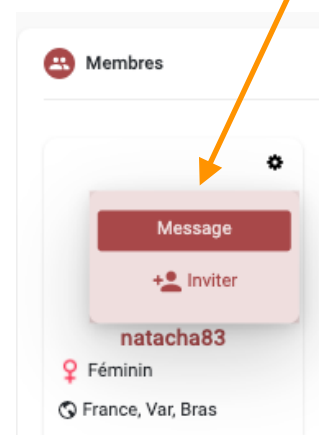 Membres
Message
Inviter
natacha83
Féminin
France, Var, Bras